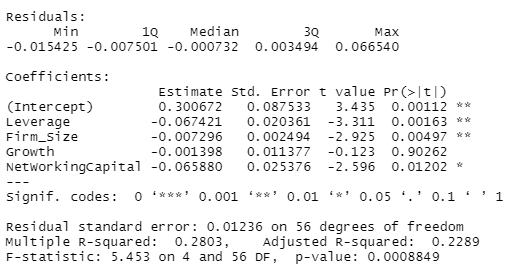 Residuals:
Min 1Q Median 3Q Max
-0.015425 -0.007501 -0.000732 0.003494 0.066540
Coefficients:
Estimate Std. Error t value Pr(>|t|)
(Intercept) 0.300672 0.087533 3.435 0.00112 **
Leverage -0.067421 0.020361 -3.311 0.00163 **
Firm_Size -0.007296 0.002494 -2.925 0.00497 **
Growth -0.001398 0.011377 -0.123 0.90262
NetWorkingCapital -0.065880 0.025376 -2.596 0.01202 *
---
Signif. codes: 0 ‘***’ 0.001 ‘**’ 0.01 ‘*’ 0.05 ‘.’ 0.1 ‘ ’ 1
Residual standard error: 0.01236 on 56 degrees of freedom
Multiple R-squared: 0.2803, Adjusted R-squared: 0.2289
F-statistic: 5.453 on 4 and 56 DF, p-value: 0.0008849